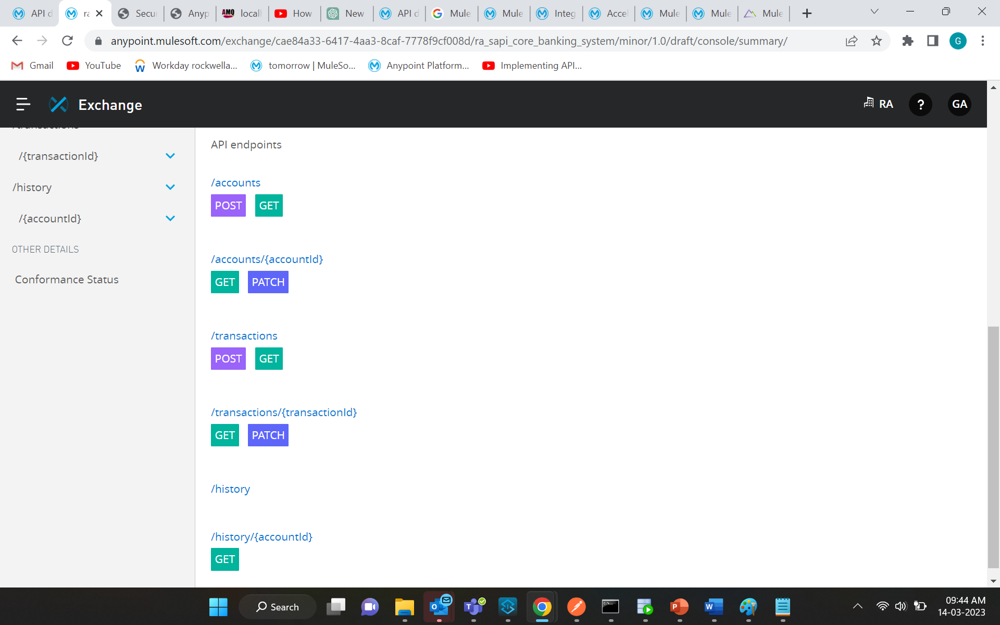 API d
ra
Secu
Anyp
AMQ
locall
How
New
API d
Mule
Mule
Integ
Accel
Mule
Mule
Mule
anypoint.mulesoft.com/exchange/cae84a33-6417-4aa3-8caf-7778f9cf008d/ra_sapi_core_banking_system/minor/1.0/draft/console/summary/
G
Gmail
YouTube
Workday rockwella...
tomorrow | MuleSo...
Anypoint Platform...
Implementing API...
Exchange
RA
?
GA
/transactions
/{transactionId}
/history
/{accountId}
OTHER DETAILS
Conformance Status
API endpoints
/accounts
POST GET
/accounts/{accountId}
GET PATCH
/transactions
POST GET
/transactions/{transactionId}
GET PATCH
/history
/history/{accountId}
GET
Search
09:44 AM
14-03-2023